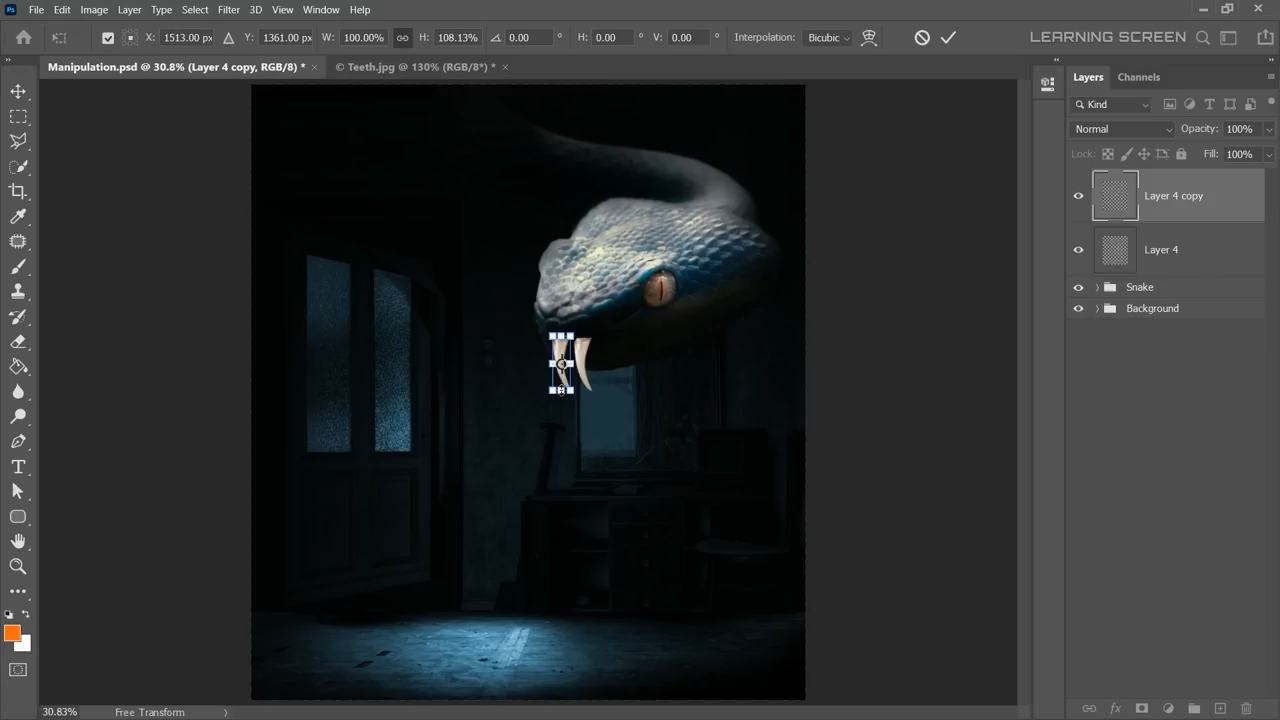 Ps File Edit Image Layer Type Select Filter 3D View Window Help
X: 1513.00 px Y: 1361.00 px W: 100.00% H: 108.13% 0.00 ° H: 0.00 ° V: 0.00 ° Interpolation: Bicubic LEARNING SCREEN
Manipulation.psd @ 30.8% (Layer 4 copy, RGB/8) * × © Teeth.jpg @ 130% (RGB/8*) * ×
Layers Channels
Kind
Normal Opacity: 100%
Lock: Fill: 100%
Layer 4 copy
Layer 4
Snake
Background
30.83% Free Transform
fx